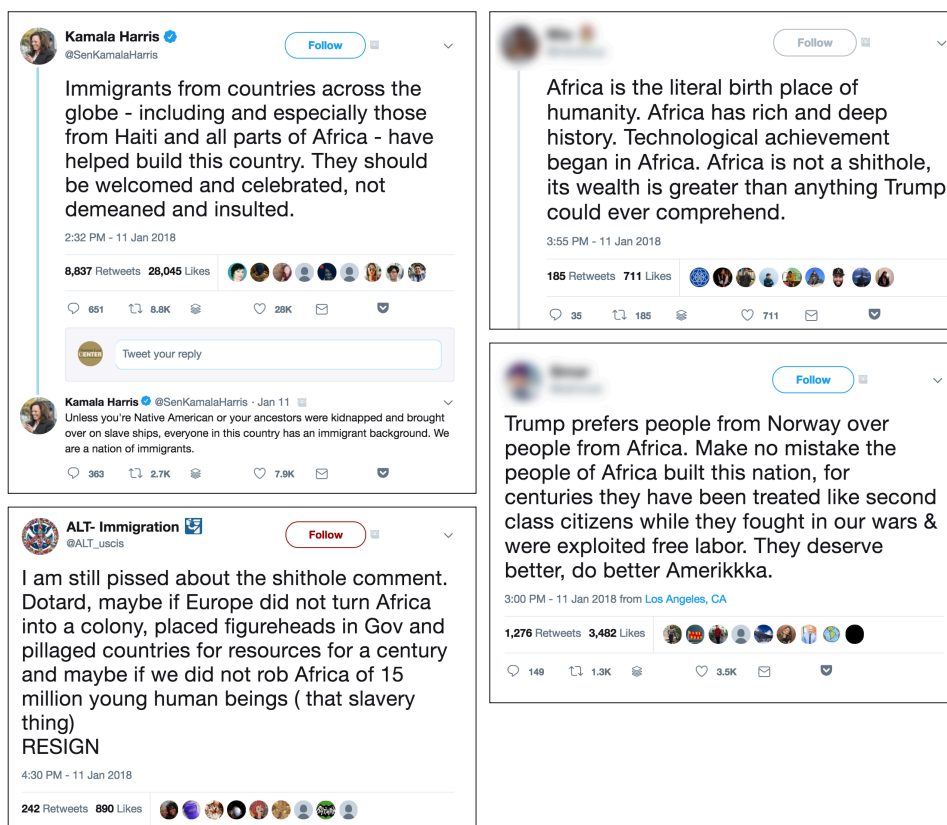 Kamala Harris
@SenKamalaHarris
Follow
Immigrants from countries across the
globe - including and especially those
from Haiti and all parts of Africa - have
helped build this country. They should
be welcomed and celebrated, not
demeaned and insulted.
2:32 PM - 11 Jan 2018
8,837 Retweets 28,045 Likes
651 8.8K 28K
CENTER
Tweet your reply
Kamala Harris @SenKamalaHarris · Jan 11
Unless you're Native American or your ancestors were kidnapped and brought
over on slave ships, everyone in this country has an immigrant background. We
are a nation of immigrants.
363 2.7K 7.9K
ALT- Immigration
@ALT_uscis
Follow
I am still pissed about the shithole comment.
Dotard, maybe if Europe did not turn Africa
into a colony, placed figureheads in Gov and
pillaged countries for resources for a century
and maybe if we did not rob Africa of 15
million young human beings ( that slavery
thing)
RESIGN
4:30 PM - 11 Jan 2018
242 Retweets 890 Likes
Follow
Africa is the literal birth place of
humanity. Africa has rich and deep
history. Technological achievement
began in Africa. Africa is not a shithole,
its wealth is greater than anything Trump
could ever comprehend.
3:55 PM - 11 Jan 2018
185 Retweets 711 Likes
35 185 711
Follow
Trump prefers people from Norway over
people from Africa. Make no mistake the
people of Africa built this nation, for
centuries they have been treated like second
class citizens while they fought in our wars &
were exploited free labor. They deserve
better, do better Amerikkka.
3:00 PM - 11 Jan 2018 from Los Angeles, CA
1,276 Retweets 3,482 Likes
149 1.3K 3.5K